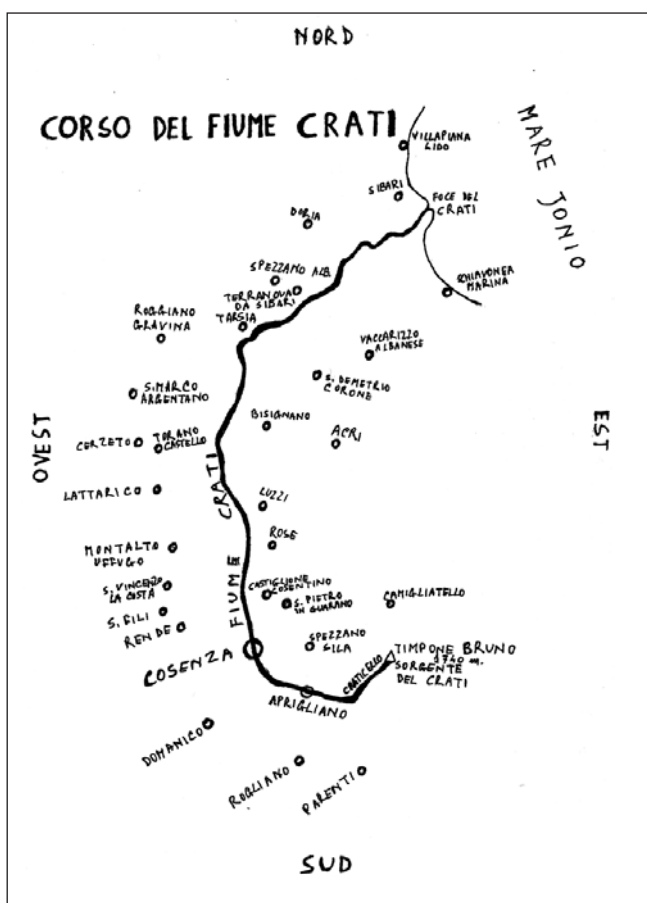 NORD
CORSO DEL FIUME CRATI
MARE JONIO
VILLAPIANA
LIDO
SIBARI
FOCE DEL
CRATI
DORIA
SPEZZANO ALB.
TERRANOVA
DA SIBARI
TARSIA
SCHIAVONEA
MARINA
ROGGIANO
GRAVINA
VACCARIZZO
ALBANESE
S. DEMETRIO
CORONE
S. MARCO
ARGENTANO
BISIGNANO
ACRI
OVEST
EST
CERZETO
TORANO
CASTELLO
LATTARICO
LUZZI
ROSE
FIUME CRATI
MONTALTO
UFFUGO
S. VINCENZO
LA COSTA
CASTIGLIONE
COSENTINO
S. PIETRO
IN GUARANO
CAMIGLIATELLO
S. FILI
RENDE
COSENZA
SPEZZANO
SILA
TIMPONE BRUNO
1740 m.
SORGENTE
DEL CRATI
CRATICELLO
APRIGLIANO
DOMANICO
ROGLIANO
PARENTI
SUD